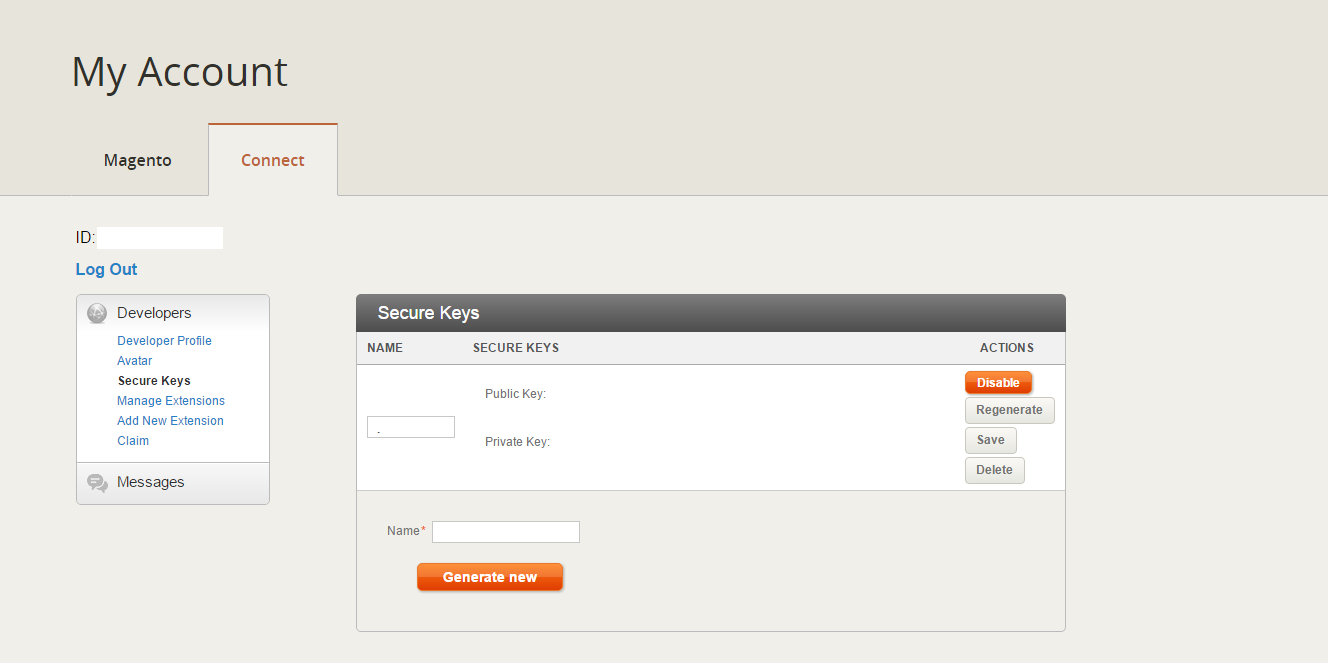 My Account
Magento
Connect
ID:
Log Out
Developers
Developer Profile
Avatar
Secure Keys
Manage Extensions
Add New Extension
Claim
Messages
Secure Keys
NAME SECURE KEYS ACTIONS
.
Public Key:
Private Key:
Disable
Regenerate
Save
Delete
Name*
Generate new